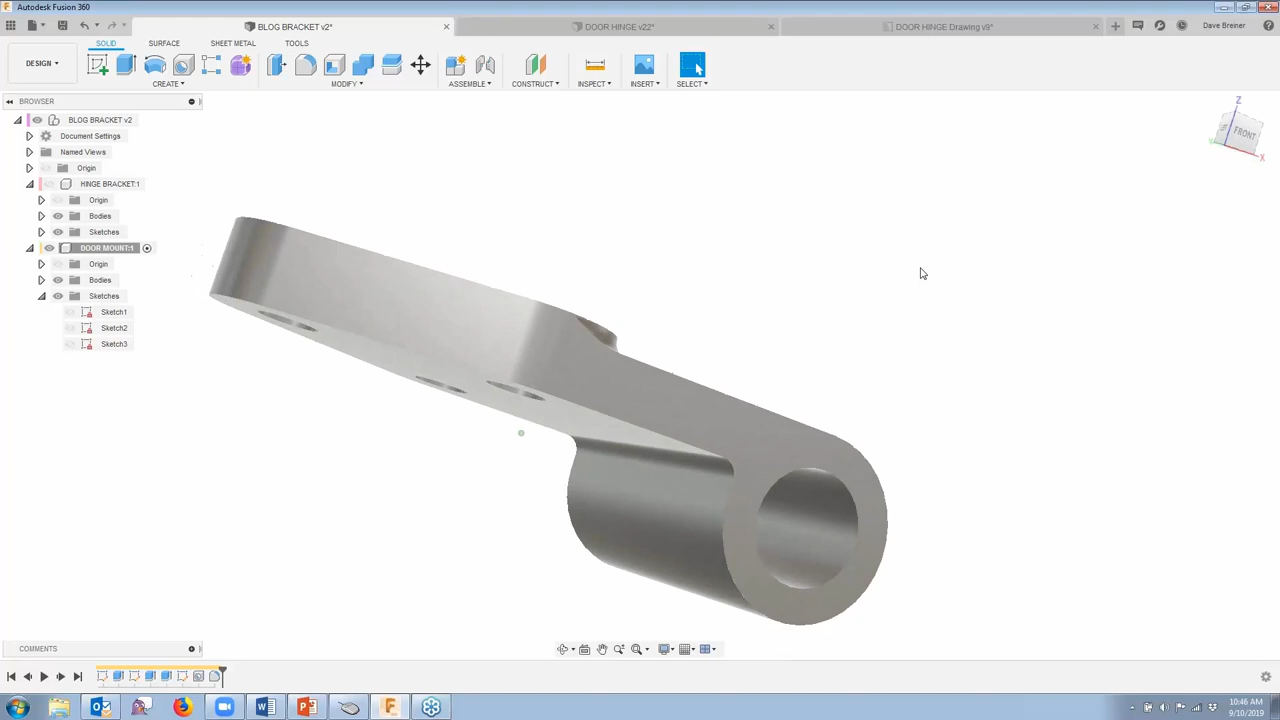 Autodesk Fusion 360
BLOG BRACKET v2*
DOOR HINGE v22*
DOOR HINGE Drawing v9*
Dave Breiner
SOLID
SURFACE
SHEET METAL
TOOLS
DESIGN
CREATE
MODIFY
ASSEMBLE
CONSTRUCT
INSPECT
INSERT
SELECT
BROWSER
BLOG BRACKET v2
Document Settings
Named Views
Origin
HINGE BRACKET:1
Origin
Bodies
Sketches
DOOR MOUNT:1
Origin
Bodies
Sketches
Sketch1
Sketch2
Sketch3
Z
FRONT
X
COMMENTS
10:46 AM
9/10/2019